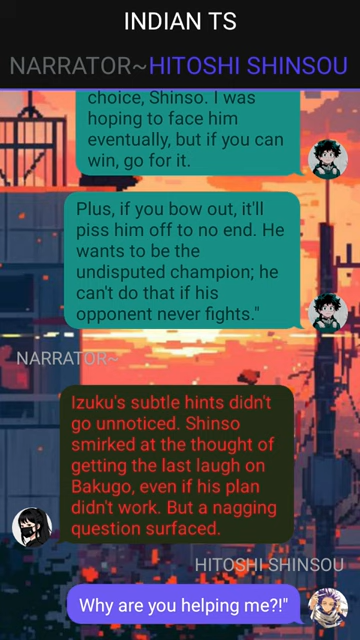 INDIAN TS
NARRATOR~HITOSHI SHINSOU
choice, Shinso. I was
hoping to face him
eventually, but if you can
win, go for it.
Plus, if you bow out, it'll
piss him off to no end. He
wants to be the
undisputed champion; he
can't do that if his
opponent never fights."
NARRATOR~
Izuku's subtle hints didn't
go unnoticed. Shinso
smirked at the thought of
getting the last laugh on
Bakugo, even if his plan
didn't work. But a nagging
question surfaced.
HITOSHI SHINSOU
Why are you helping me?!"